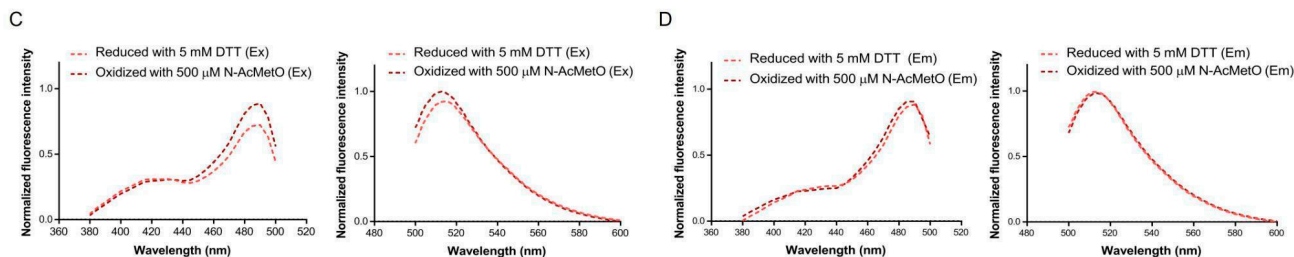 C
Normalized fluorescence intensity
Reduced with 5 mM DTT (Ex)
Oxidized with 500 μM N-AcMetO (Ex)
1.0
0.5
0.0
360 380 400 420 440 460 480 500 520
Wavelength (nm)
Normalized fluorescence intensity
Reduced with 5 mM DTT (Ex)
Oxidized with 500 μM N-AcMetO (Ex)
1.0
0.5
0.0
480 500 520 540 560 580 600
Wavelength (nm)
D
Normalized fluorescence intensity
Reduced with 5 mM DTT (Em)
Oxidized with 500 μM N-AcMetO (Em)
1.0
0.5
0.0
360 380 400 420 440 460 480 500 520
Wavelength (nm)
Normalized fluorescence intensity
Reduced with 5 mM DTT (Em)
Oxidized with 500 μM N-AcMetO (Em)
1.0
0.5
0.0
480 500 520 540 560 580 600
Wavelength (nm)